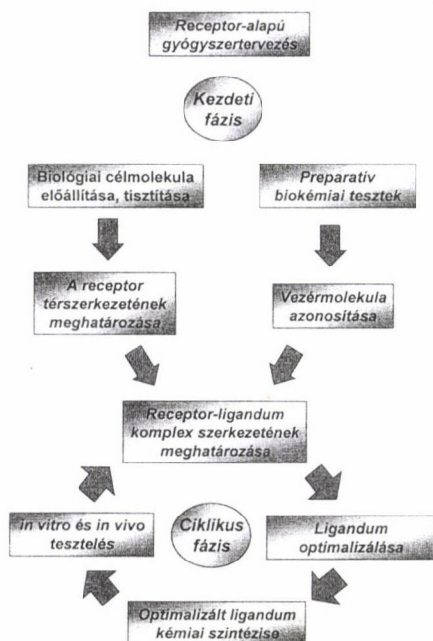 Receptor-alapú
gyógyszertervezés
Kezdeti
fázis
Biológiai célmolekula
előállítása, tisztítása
Preparatív
biokémiai tesztek
A receptor
térszerkezetének
meghatározása
Vezérmolekula
azonosítása
Receptor-ligandum
komplex szerkezetének
meghatározása
in vitro és in vivo
tesztelés
Ciklikus
fázis
Ligandum
optimalizálása
Optimalizált ligandum
kémiai szintézise